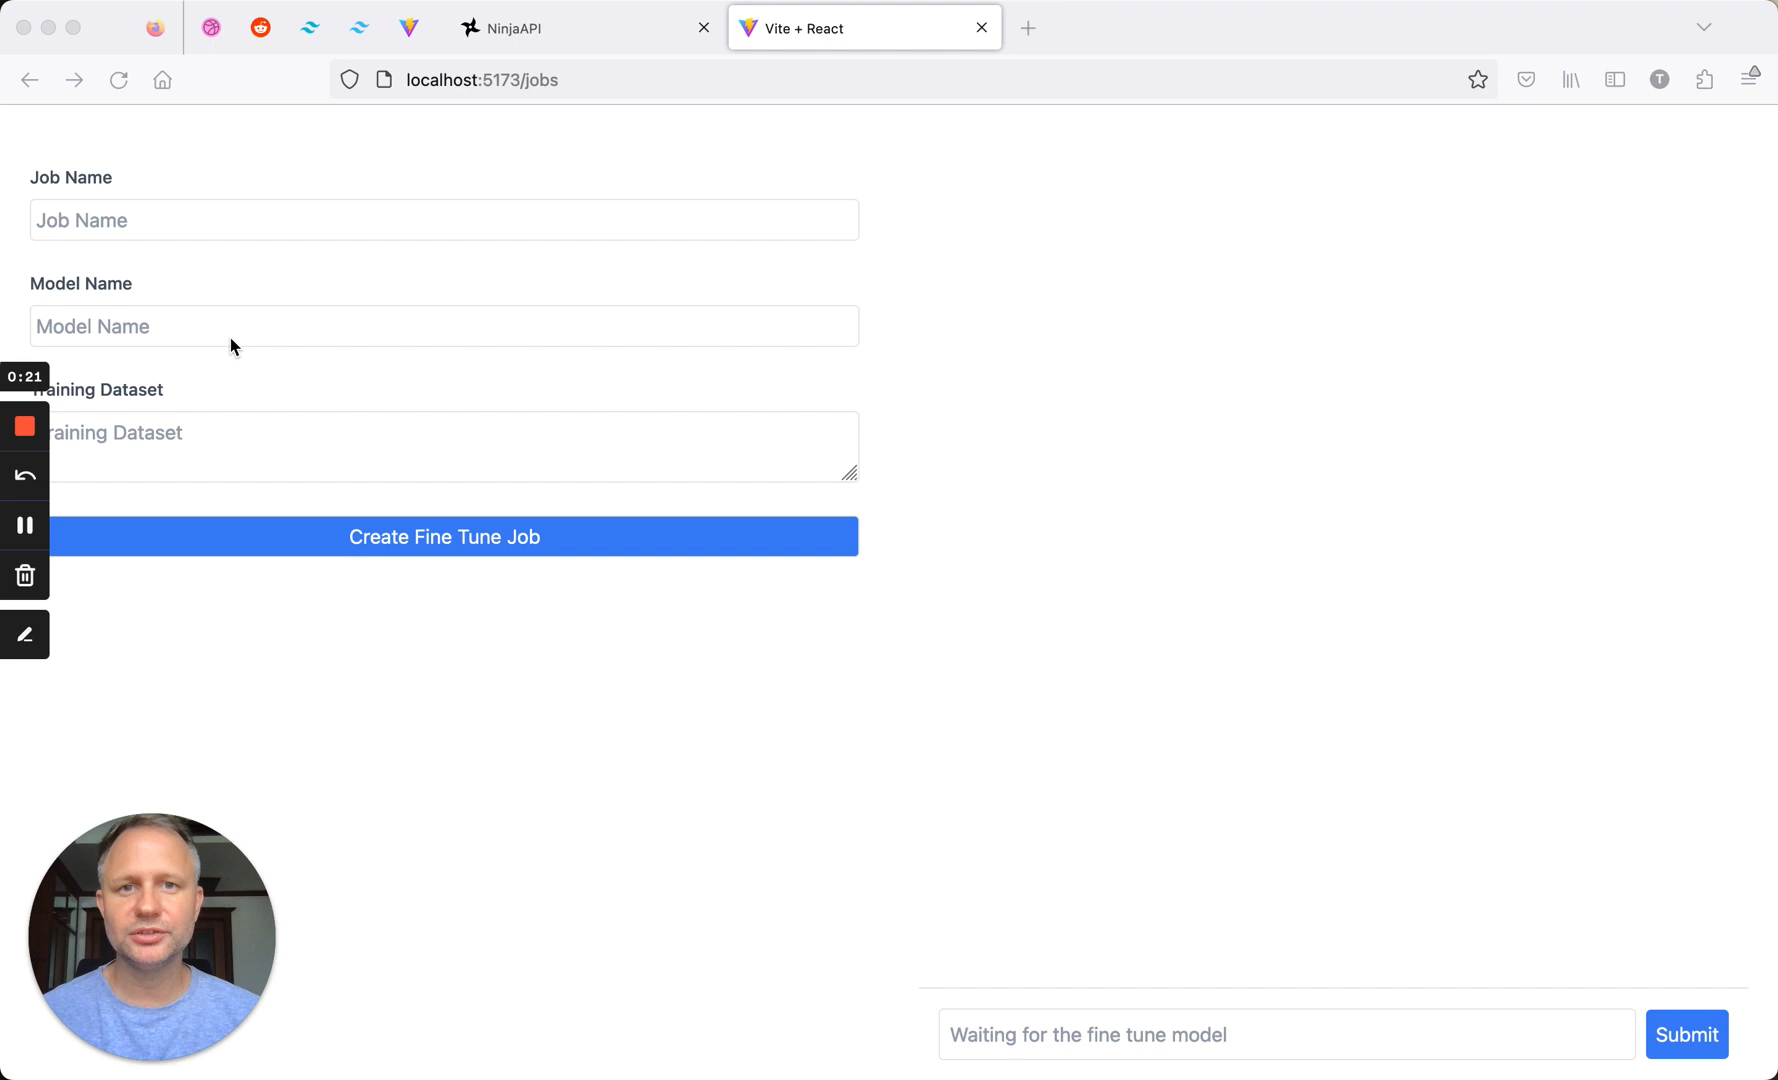 NinjaAPI
Vite + React
localhost:5173/jobs
T
Job Name
Job Name
Model Name
Model Name
0:21
raining Dataset
raining Dataset
Create Fine Tune Job
Waiting for the fine tune model
Submit